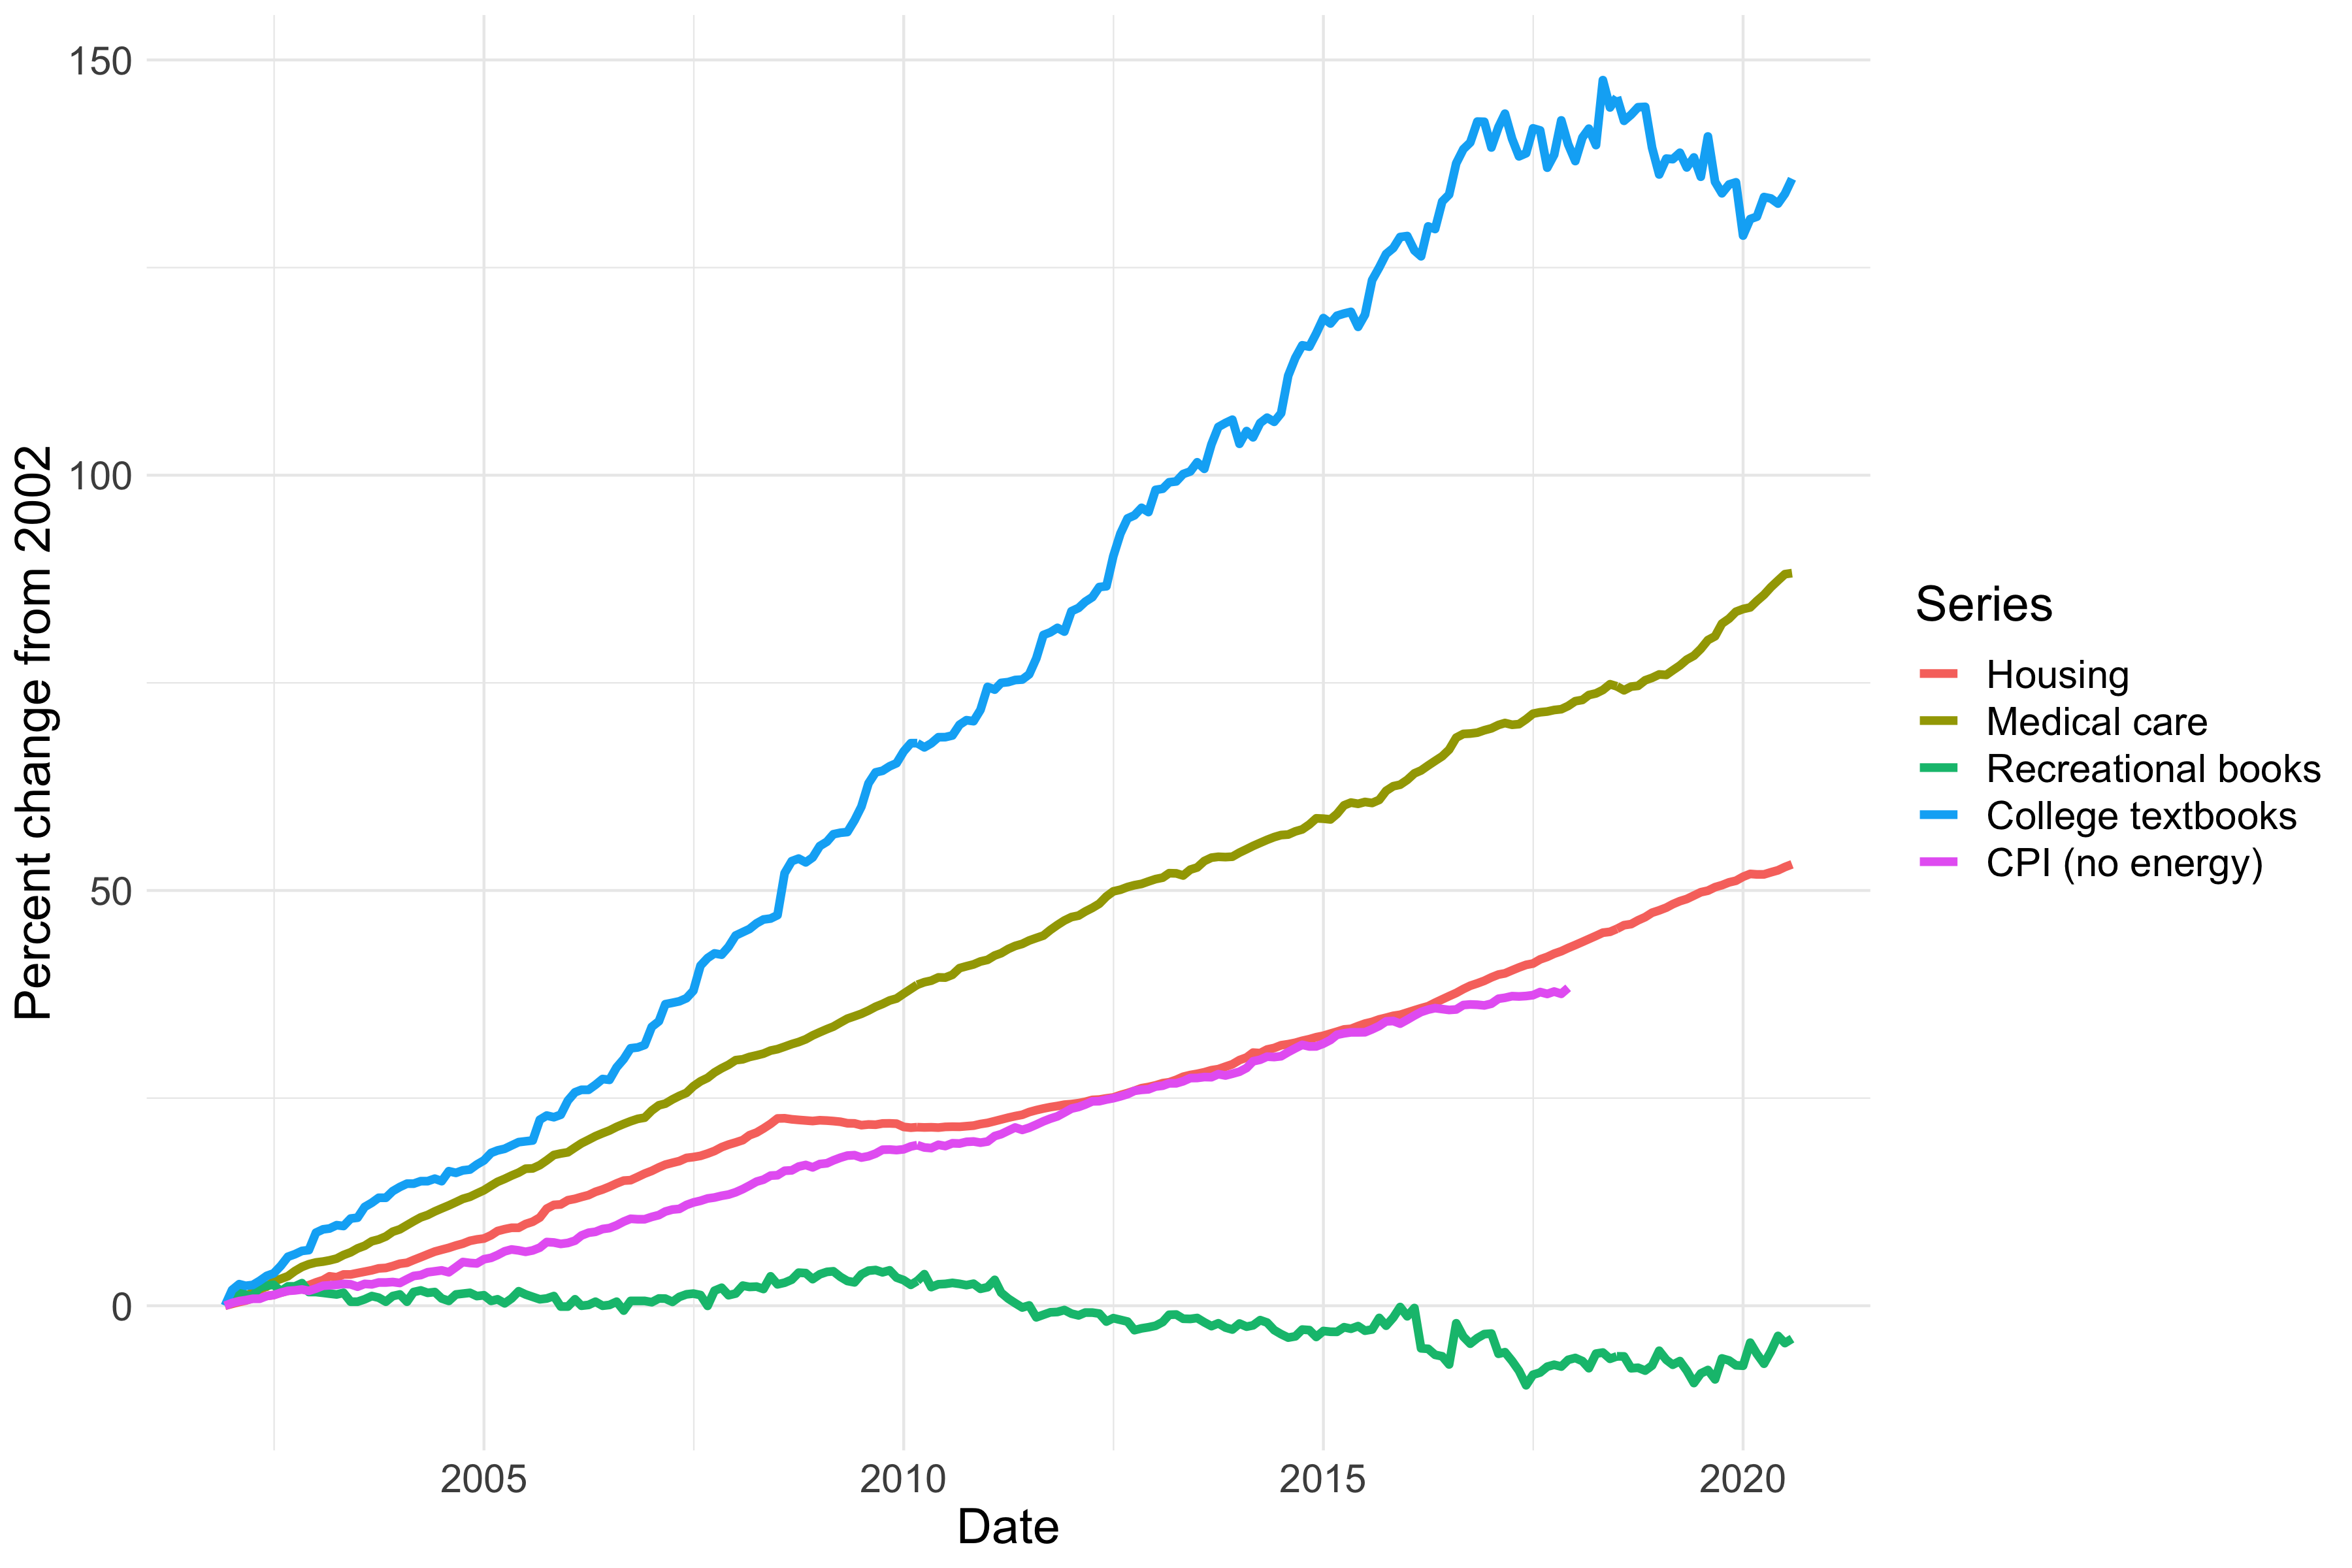 150
100
50
0
Percent change from 2002
2005
2010
2015
2020
Date
Series
Housing
Medical care
Recreational books
College textbooks
CPI (no energy)